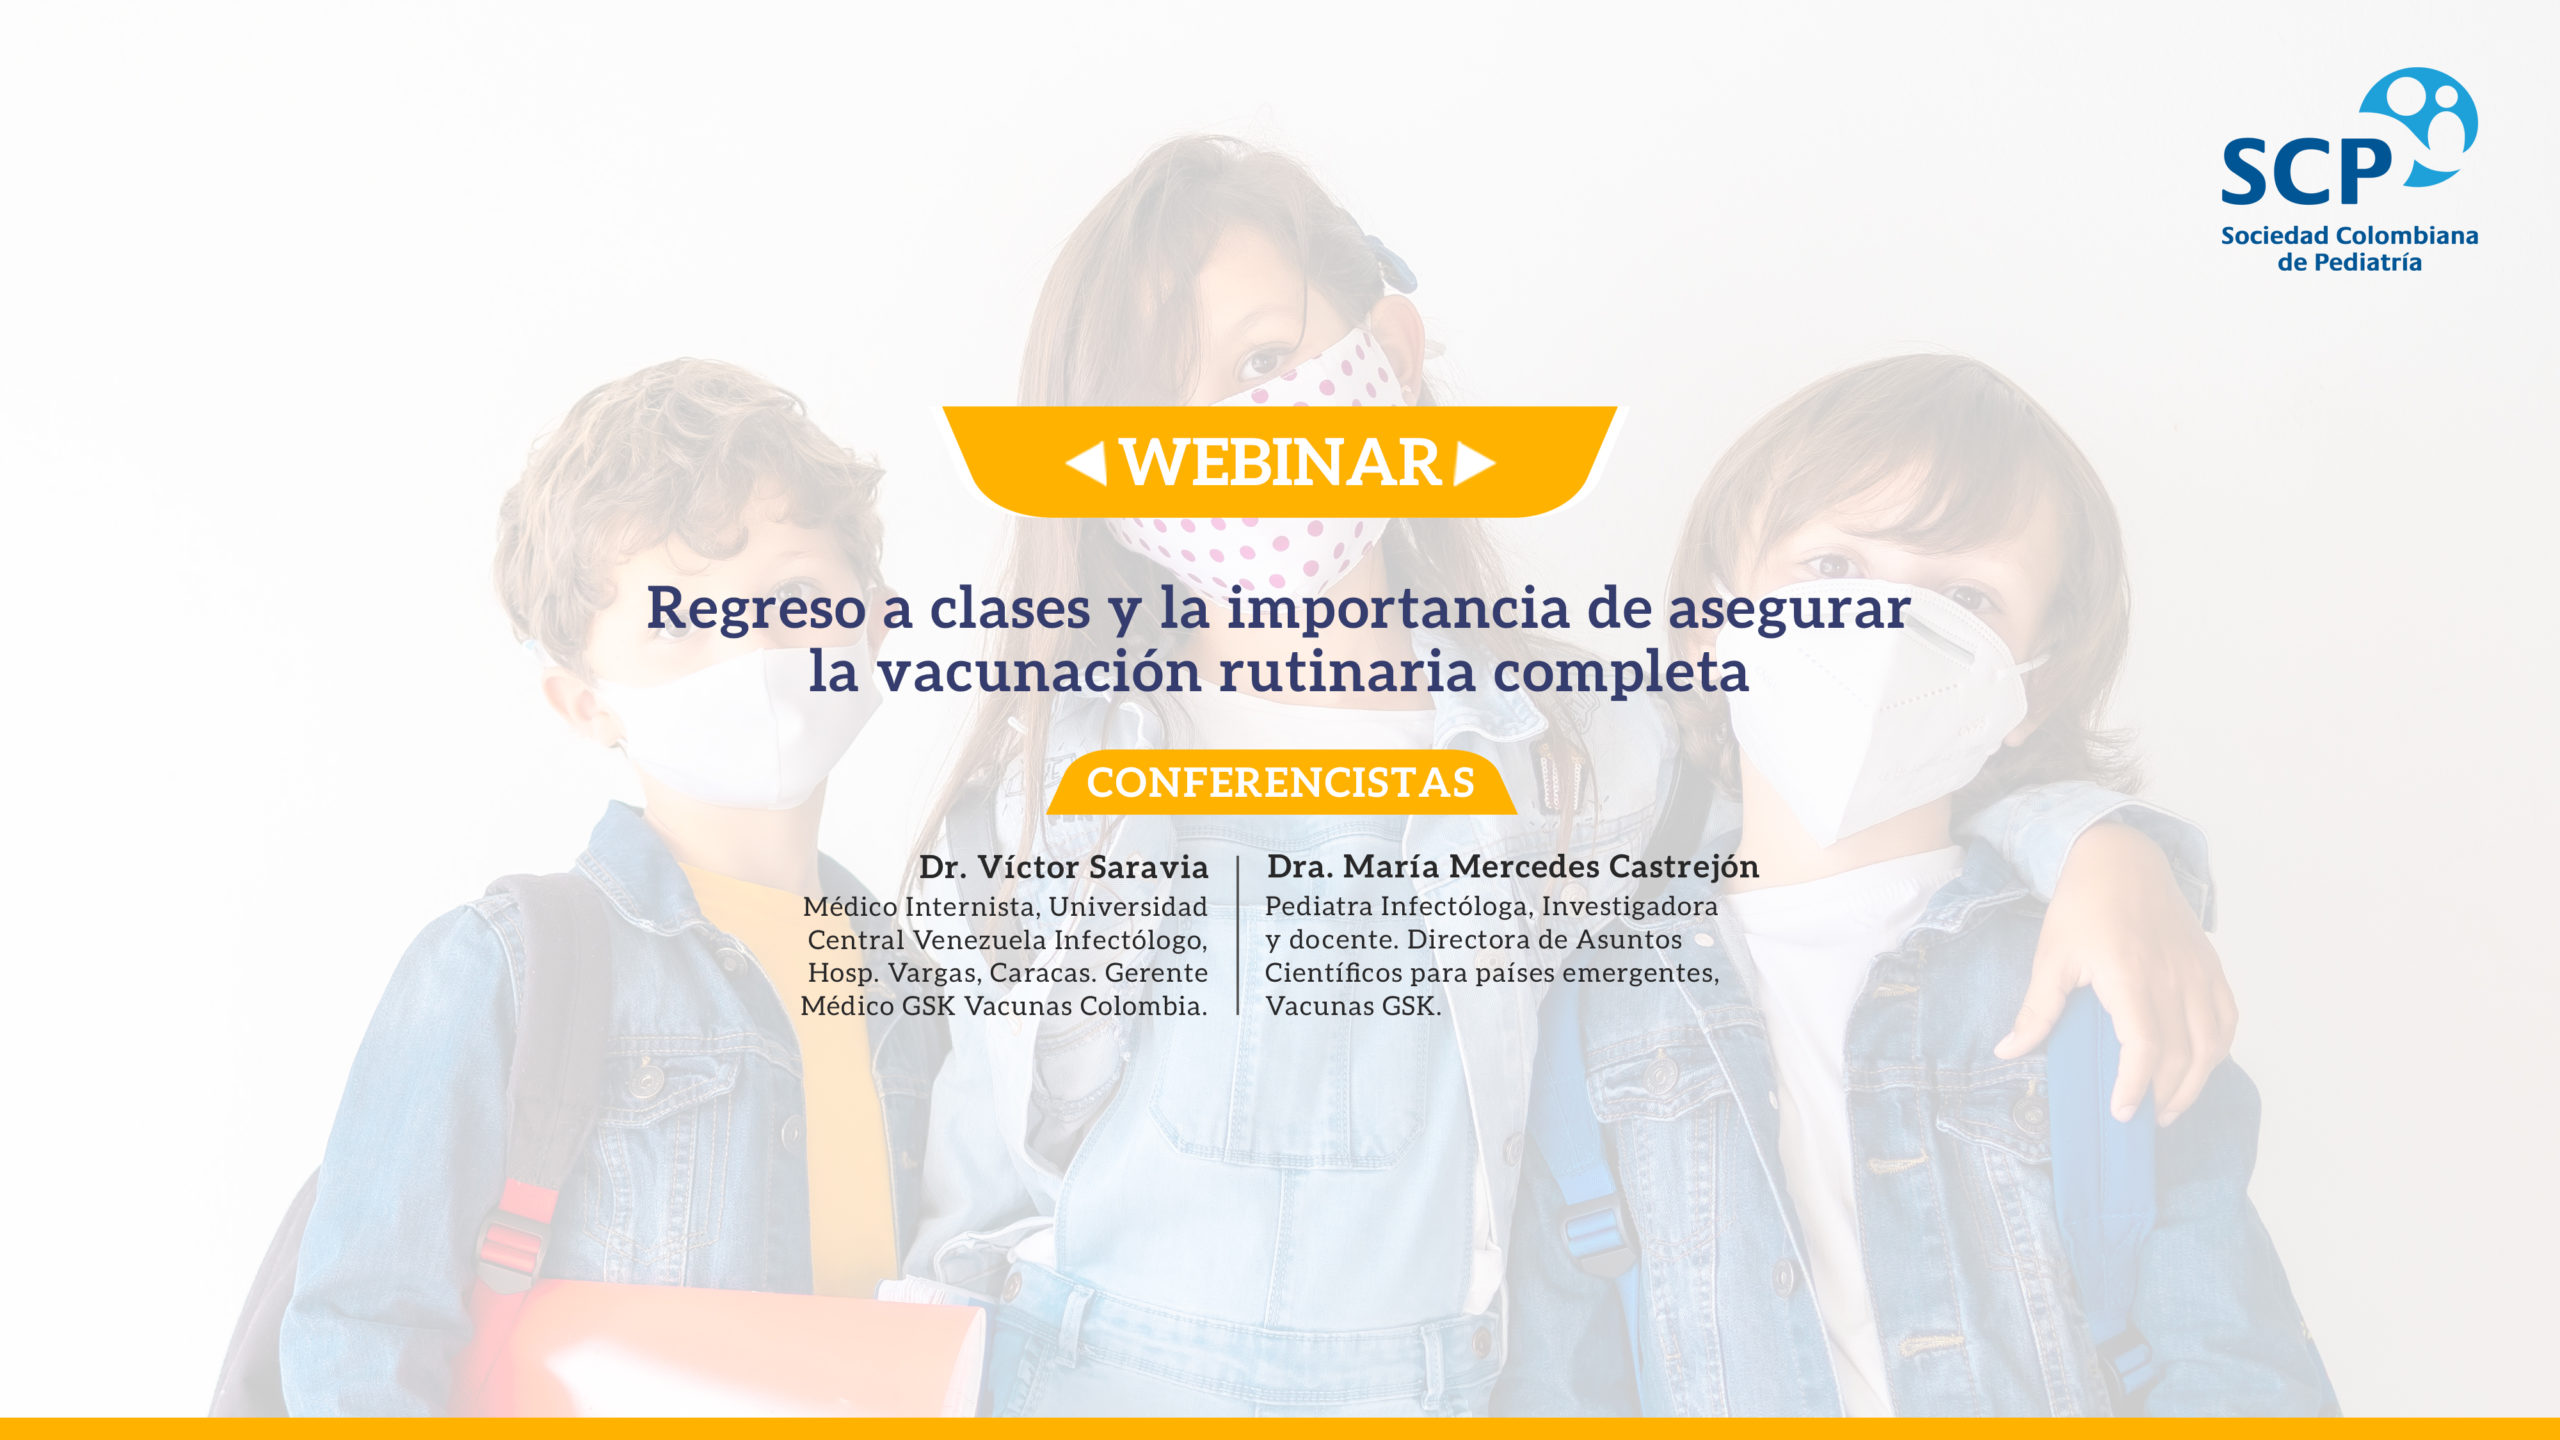 SCP
Sociedad Colombiana
de Pediatría
WEBINAR
Regreso a clases y la importancia de asegurar
la vacunación rutinaria completa
CONFERENCISTAS
Dr. Víctor Saravia
Médico Internista, Universidad
Central Venezuela Infectólogo,
Hosp. Vargas, Caracas. Gerente
Médico GSK Vacunas Colombia.
Dra. María Mercedes Castrejón
Pediatra Infectóloga, Investigadora
y docente. Directora de Asuntos
Científicos para países emergentes,
Vacunas GSK.